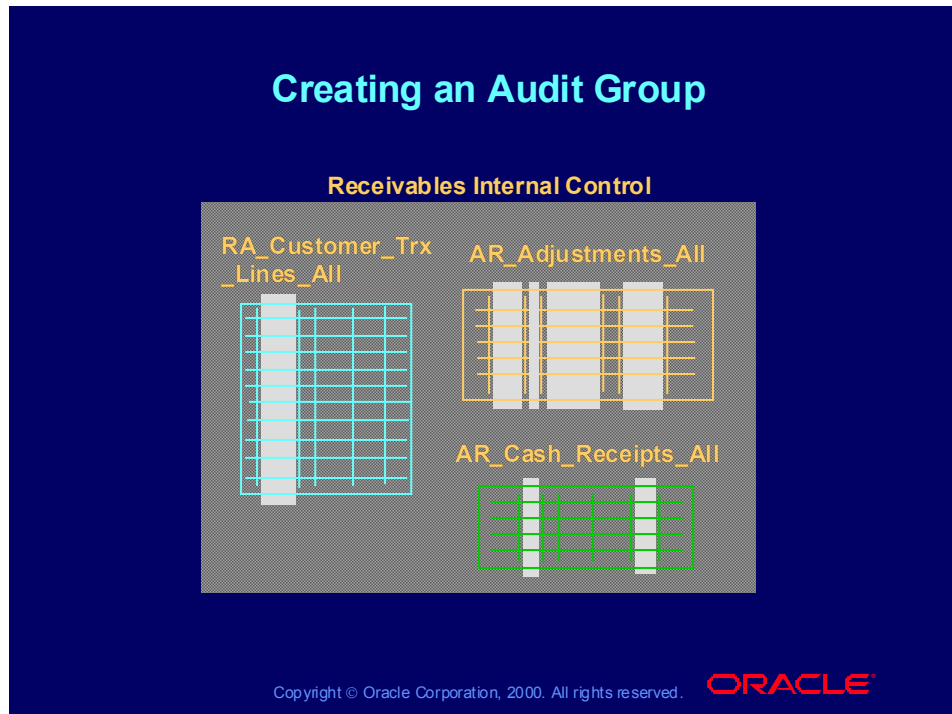 Creating an Audit Group
Receivables Internal Control
RA_Customer_Trx
_Lines_All
AR_Adjustments_All
AR_Cash_Receipts_All
Copyright © Oracle Corporation, 2000. All rights reserved.
ORACLE®